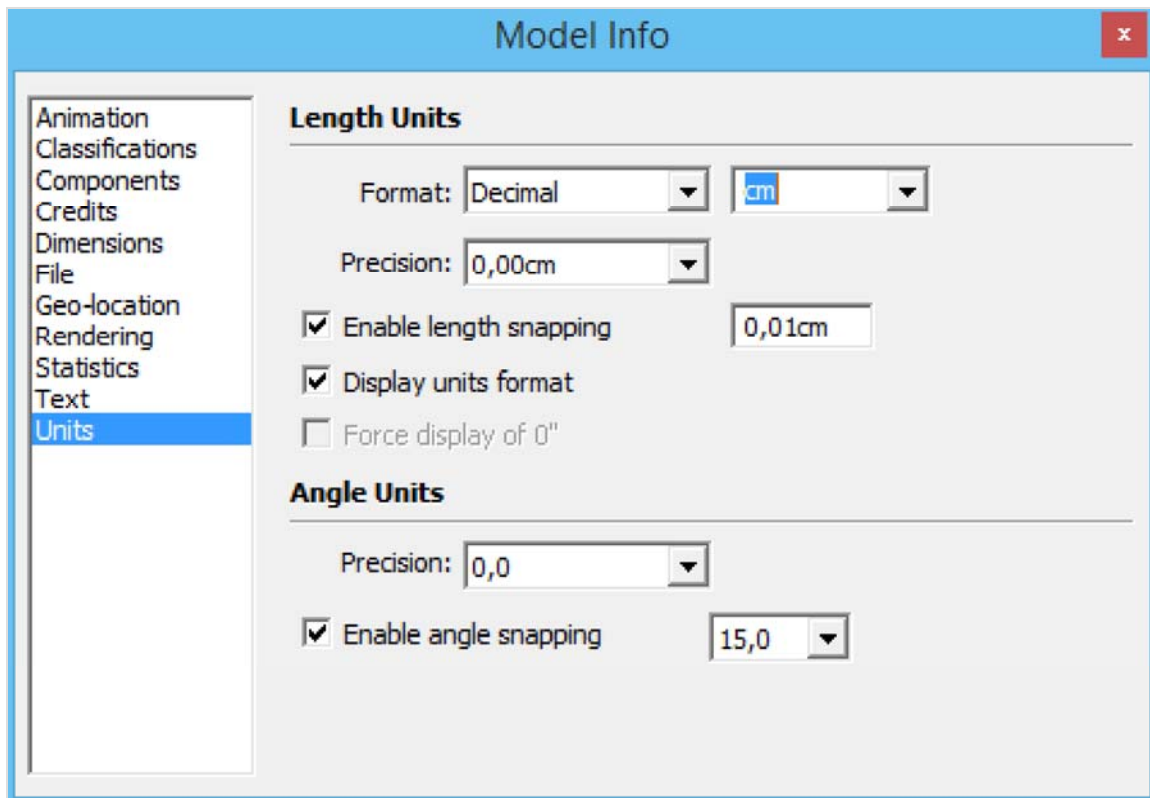 Model Info
x
Animation
Classifications
Components
Credits
Dimensions
File
Geo-location
Rendering
Statistics
Text
Units
Length Units
Format: Decimal cm
Precision: 0,00cm
Enable length snapping 0,01cm
Display units format
Force display of 0"
Angle Units
Precision: 0,0
Enable angle snapping 15,0